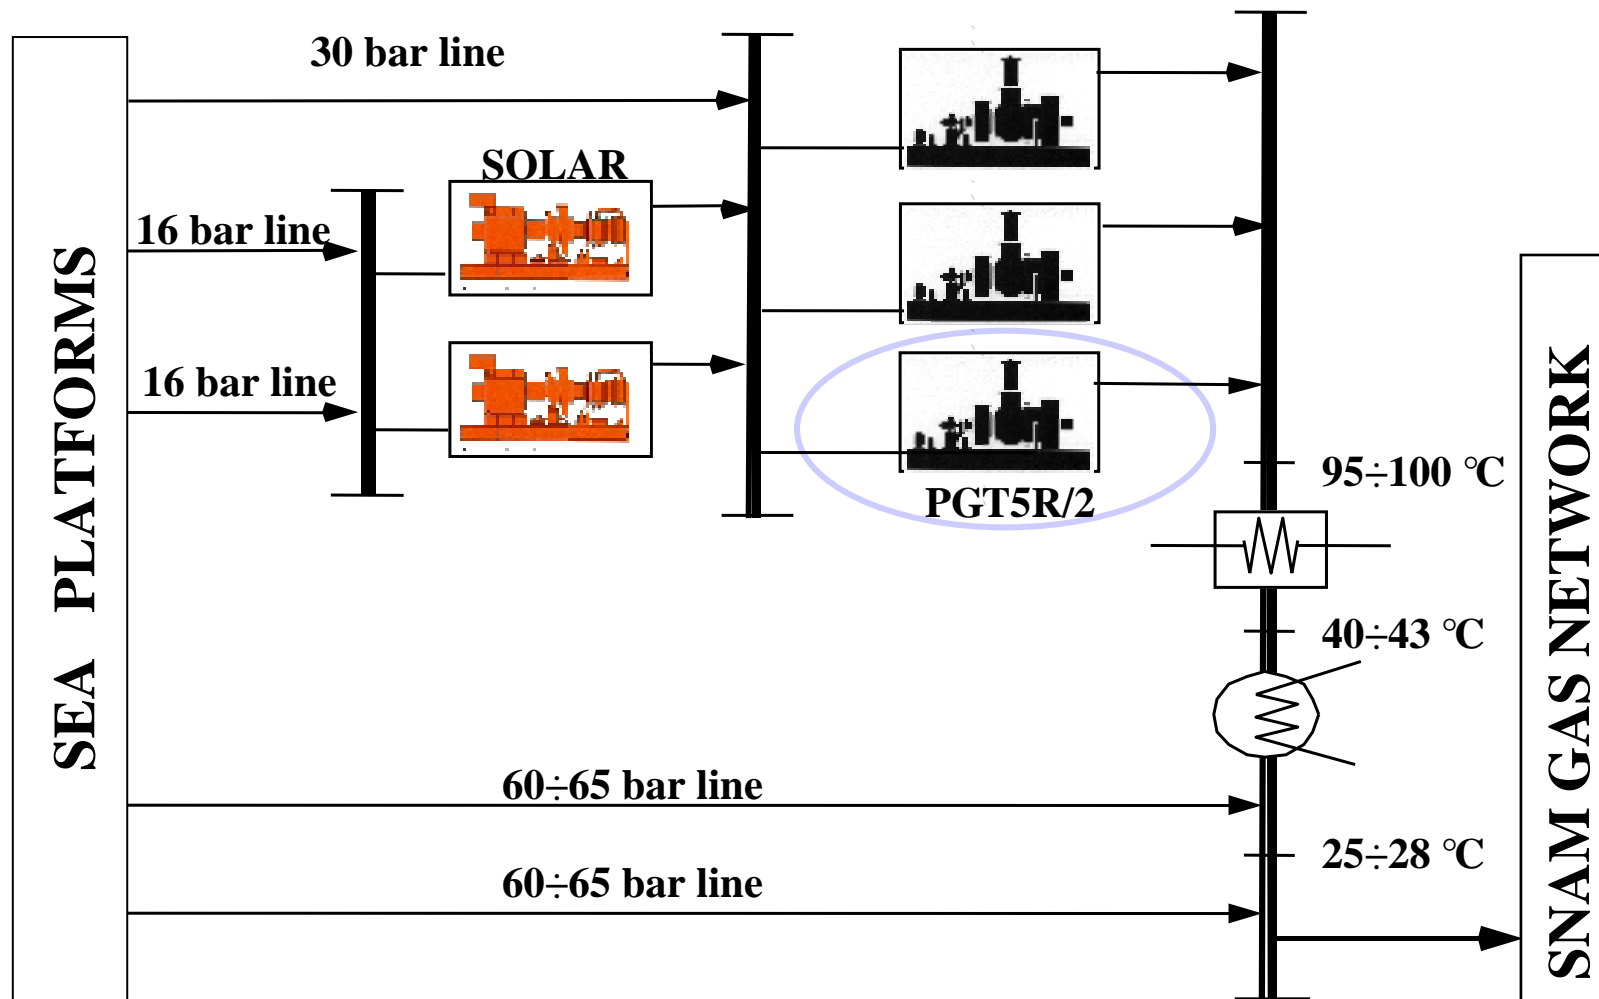 30 bar line
SOLAR
16 bar line
16 bar line
PGT5R/2
95÷100 °C
40÷43 °C
60÷65 bar line
25÷28 °C
60÷65 bar line
SEA PLATFORMS
SNAM GAS NETWORK